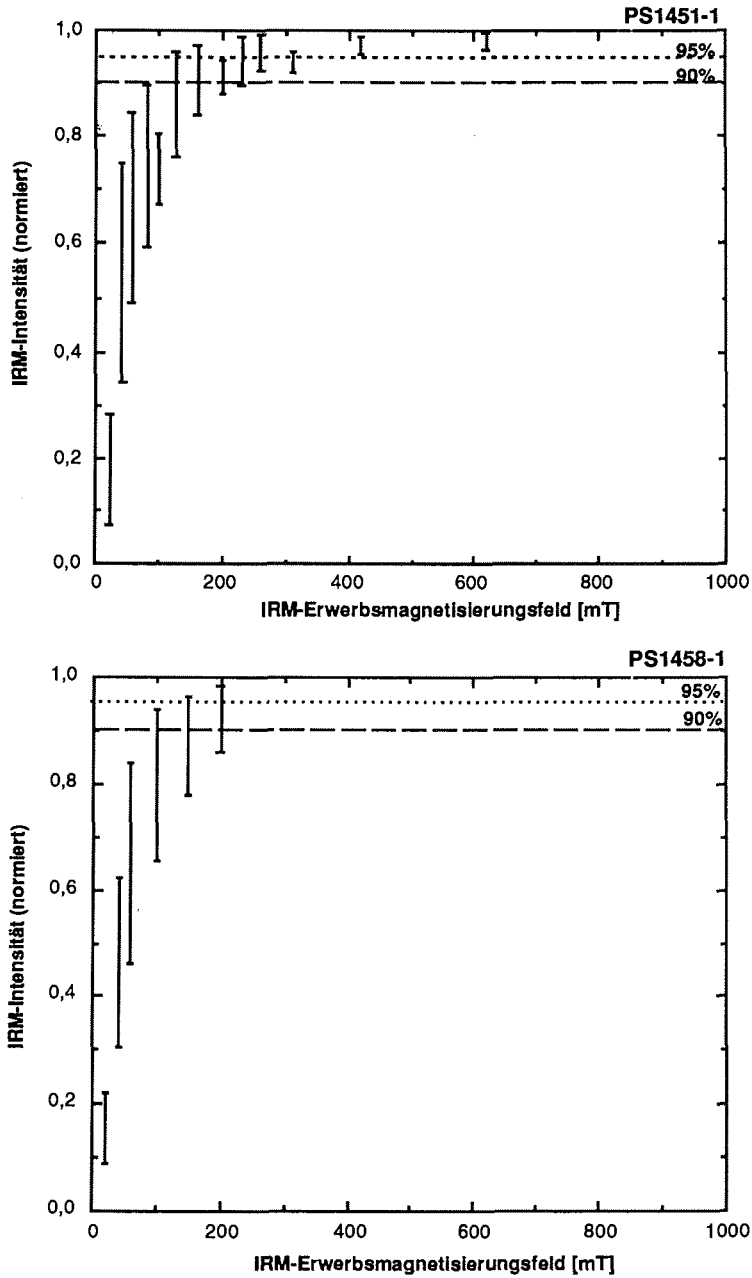 PS1451-1
1,0
95%
90%
0,8
0,6
0,4
0,2
0,0
IRM-Intensität (normiert)
0 200 400 600 800 1000
IRM-Erwerbsmagnetisierungsfeld [mT]
PS1458-1
1,0
95%
90%
0,8
0,6
0,4
0,2
0,0
IRM-Intensität (normiert)
0 200 400 600 800 1000
IRM-Erwerbsmagnetisierungsfeld [mT]